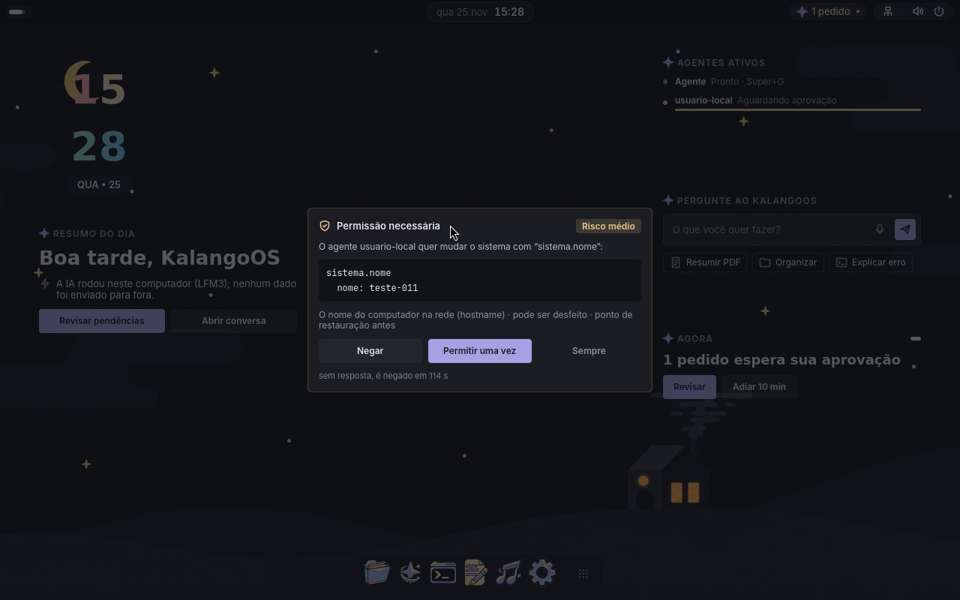 qua 25 nov 15:28
1 pedido
15
28
QUA • 25
RESUMO DO DIA
Boa tarde, KalangoOS
A IA rodou neste computador (LFM3); nenhum dado
foi enviado para fora.
Revisar pendências
Abrir conversa
Permissão necessária
Risco médio
O agente usuario-local quer mudar o sistema com "sistema.nome":
sistema.nome
nome: teste-011
O nome do computador na rede (hostname) · pode ser desfeito · ponto de
restauração antes
Negar
Permitir uma vez
Sempre
sem resposta, é negado em 114 s
AGENTES ATIVOS
Agente Pronto · Super+G
usuario-local Aguardando aprovação
PERGUNTE AO KALANGOOS
O que você quer fazer?
Resumir PDF
Organizar
Explicar erro
AGORA
1 pedido espera sua aprovação
Revisar
Adiar 10 min